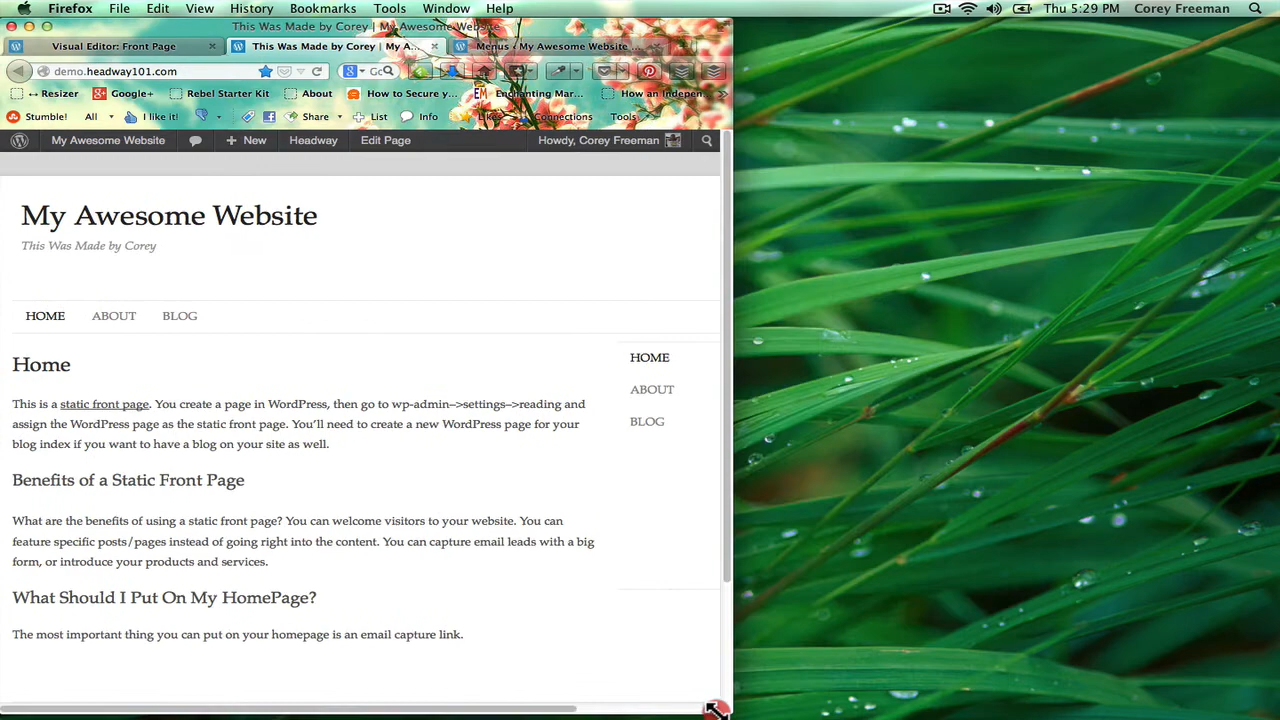 Firefox File Edit View History Bookmarks Tools Window Help Thu 5:29 PM Corey Freeman
This Was Made by Corey | My Awesome Website
Visual Editor: Front Page This Was Made by Corey | My A... Menus ‹ My Awesome Website ...
demo.headway101.com
↔ Resizer Google+ Rebel Starter Kit About How to Secure y... Enchanting Mar... How an Indepen... »
Stumble! All I like it! Share List Info Likes Connections Tools
My Awesome Website New Headway Edit Page Howdy, Corey Freeman
My Awesome Website
This Was Made by Corey
HOME ABOUT BLOG
Home
This is a static front page. You create a page in WordPress, then go to wp-admin–>settings–>reading and
assign the WordPress page as the static front page. You’ll need to create a new WordPress page for your
blog index if you want to have a blog on your site as well.
Benefits of a Static Front Page
What are the benefits of using a static front page? You can welcome visitors to your website. You can
feature specific posts/pages instead of going right into the content. You can capture email leads with a big
form, or introduce your products and services.
What Should I Put On My HomePage?
The most important thing you can put on your homepage is an email capture link.
HOME
ABOUT
BLOG